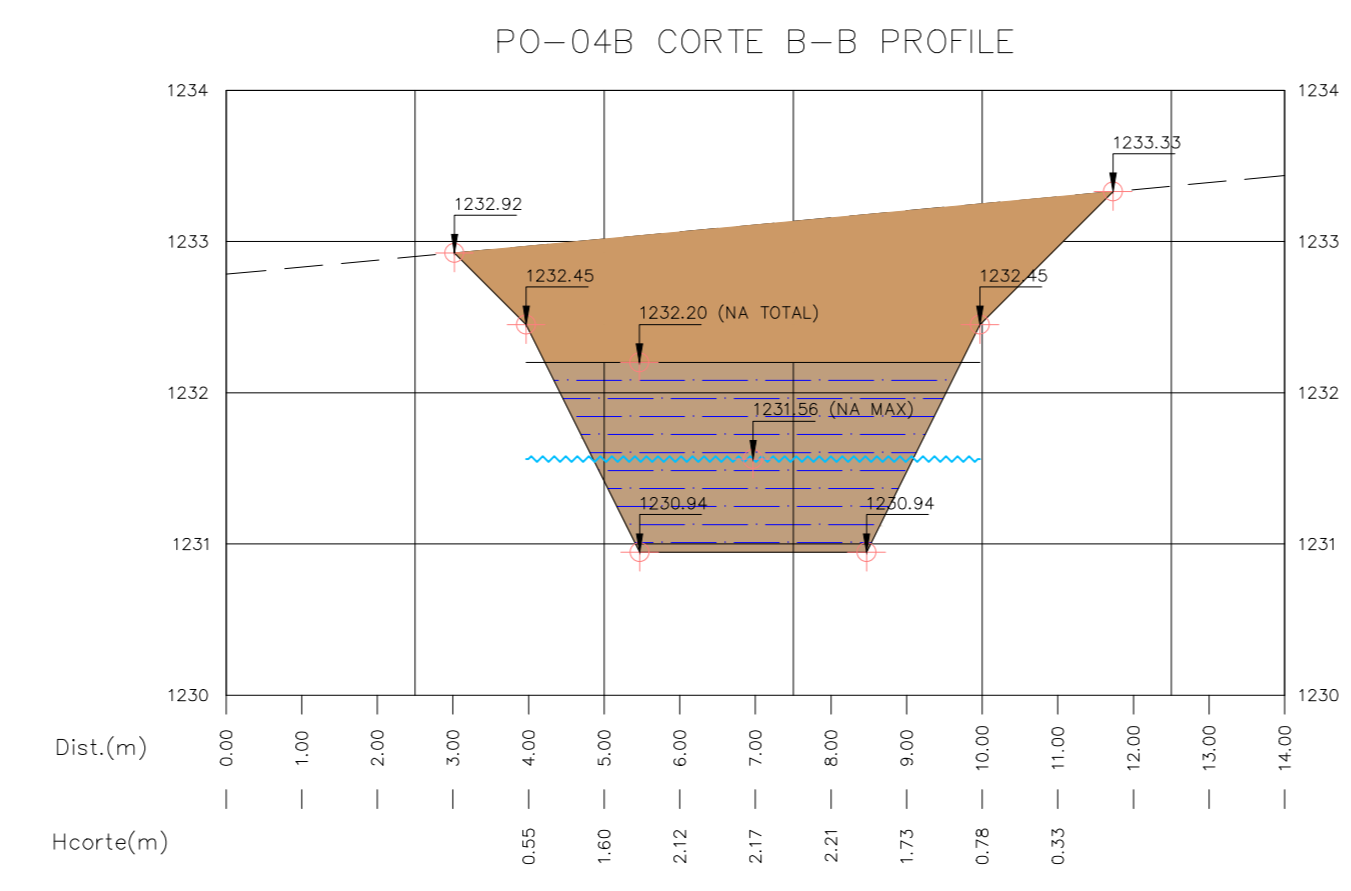 PO-04B CORTE B-B PROFILE
1234 1234
1233.33
1232.92
1233 1233
1232.45 1232.45
1232.20 (NA TOTAL)
1232 1232
1231.56 (NA MAX)
1230.94 1230.94
1231 1231
1230 1230
Dist.(m) 0.00 1.00 2.00 3.00 4.00 5.00 6.00 7.00 8.00 9.00 10.00 11.00 12.00 13.00 14.00
Hcorte(m) 0.55 1.60 2.12 2.17 2.21 1.73 0.78 0.33